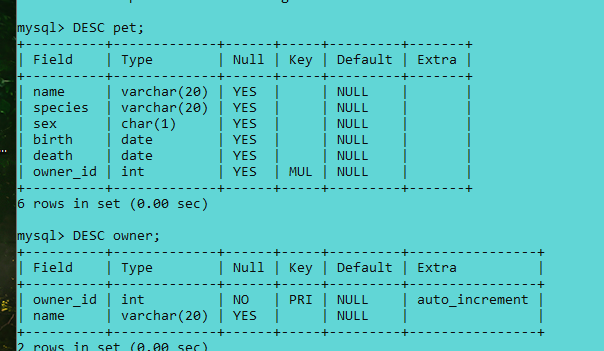 mysql> DESC pet;
+----------+-------------+------+-----+---------+-------+
| Field    | Type        | Null | Key | Default | Extra |
+----------+-------------+------+-----+---------+-------+
| name     | varchar(20) | YES  |     | NULL    |       |
| species  | varchar(20) | YES  |     | NULL    |       |
| sex      | char(1)     | YES  |     | NULL    |       |
| birth    | date        | YES  |     | NULL    |       |
| death    | date        | YES  |     | NULL    |       |
| owner_id | int         | YES  | MUL | NULL    |       |
+----------+-------------+------+-----+---------+-------+
6 rows in set (0.00 sec)
mysql> DESC owner;
+----------+-------------+------+-----+---------+----------------+
| Field    | Type        | Null | Key | Default | Extra          |
+----------+-------------+------+-----+---------+----------------+
| owner_id | int         | NO   | PRI | NULL    | auto_increment |
| name     | varchar(20) | YES  |     | NULL    |                |
+----------+-------------+------+-----+---------+----------------+
2 rows in set (0.00 sec)